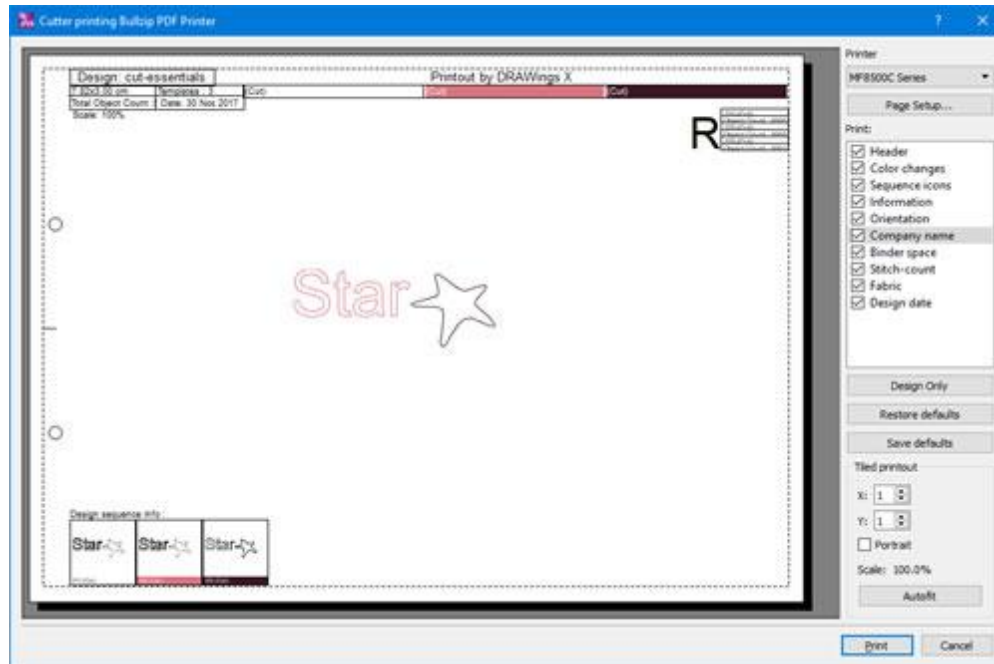 Cutter printing Bullzip PDF Printer
Design: cut-essentials
Printout by DRAWings X
Templates : 3
(Cut)
(Cut)
(Cut)
Total Object Count :
Date: 30 Nov 2017
Scale: 100%
R
Star
Design sequence info :
Star
Star
Star
Printer
MF8500C Series
Page Setup...
Print:
Header
Color changes
Sequence icons
Information
Orientation
Company name
Binder space
Stitch-count
Fabric
Design date
Design Only
Restore defaults
Save defaults
Tiled printout
X: 1
Y: 1
Portrait
Scale: 100.0%
Autofit
Print
Cancel